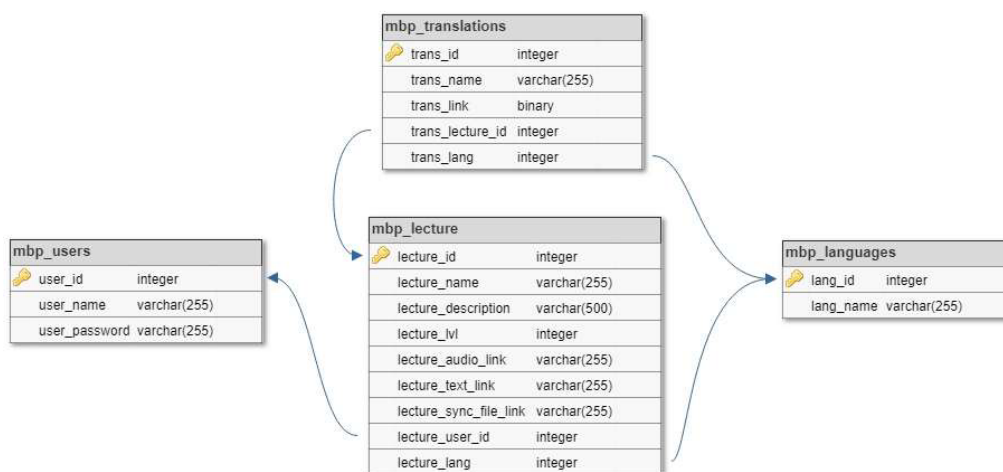 mbp_translations
trans_id integer
trans_name varchar(255)
trans_link binary
trans_lecture_id integer
trans_lang integer
mbp_users
user_id integer
user_name varchar(255)
user_password varchar(255)
mbp_lecture
lecture_id integer
lecture_name varchar(255)
lecture_description varchar(500)
lecture_lvl integer
lecture_audio_link varchar(255)
lecture_text_link varchar(255)
lecture_sync_file_link varchar(255)
lecture_user_id integer
lecture_lang integer
mbp_languages
lang_id integer
lang_name varchar(255)